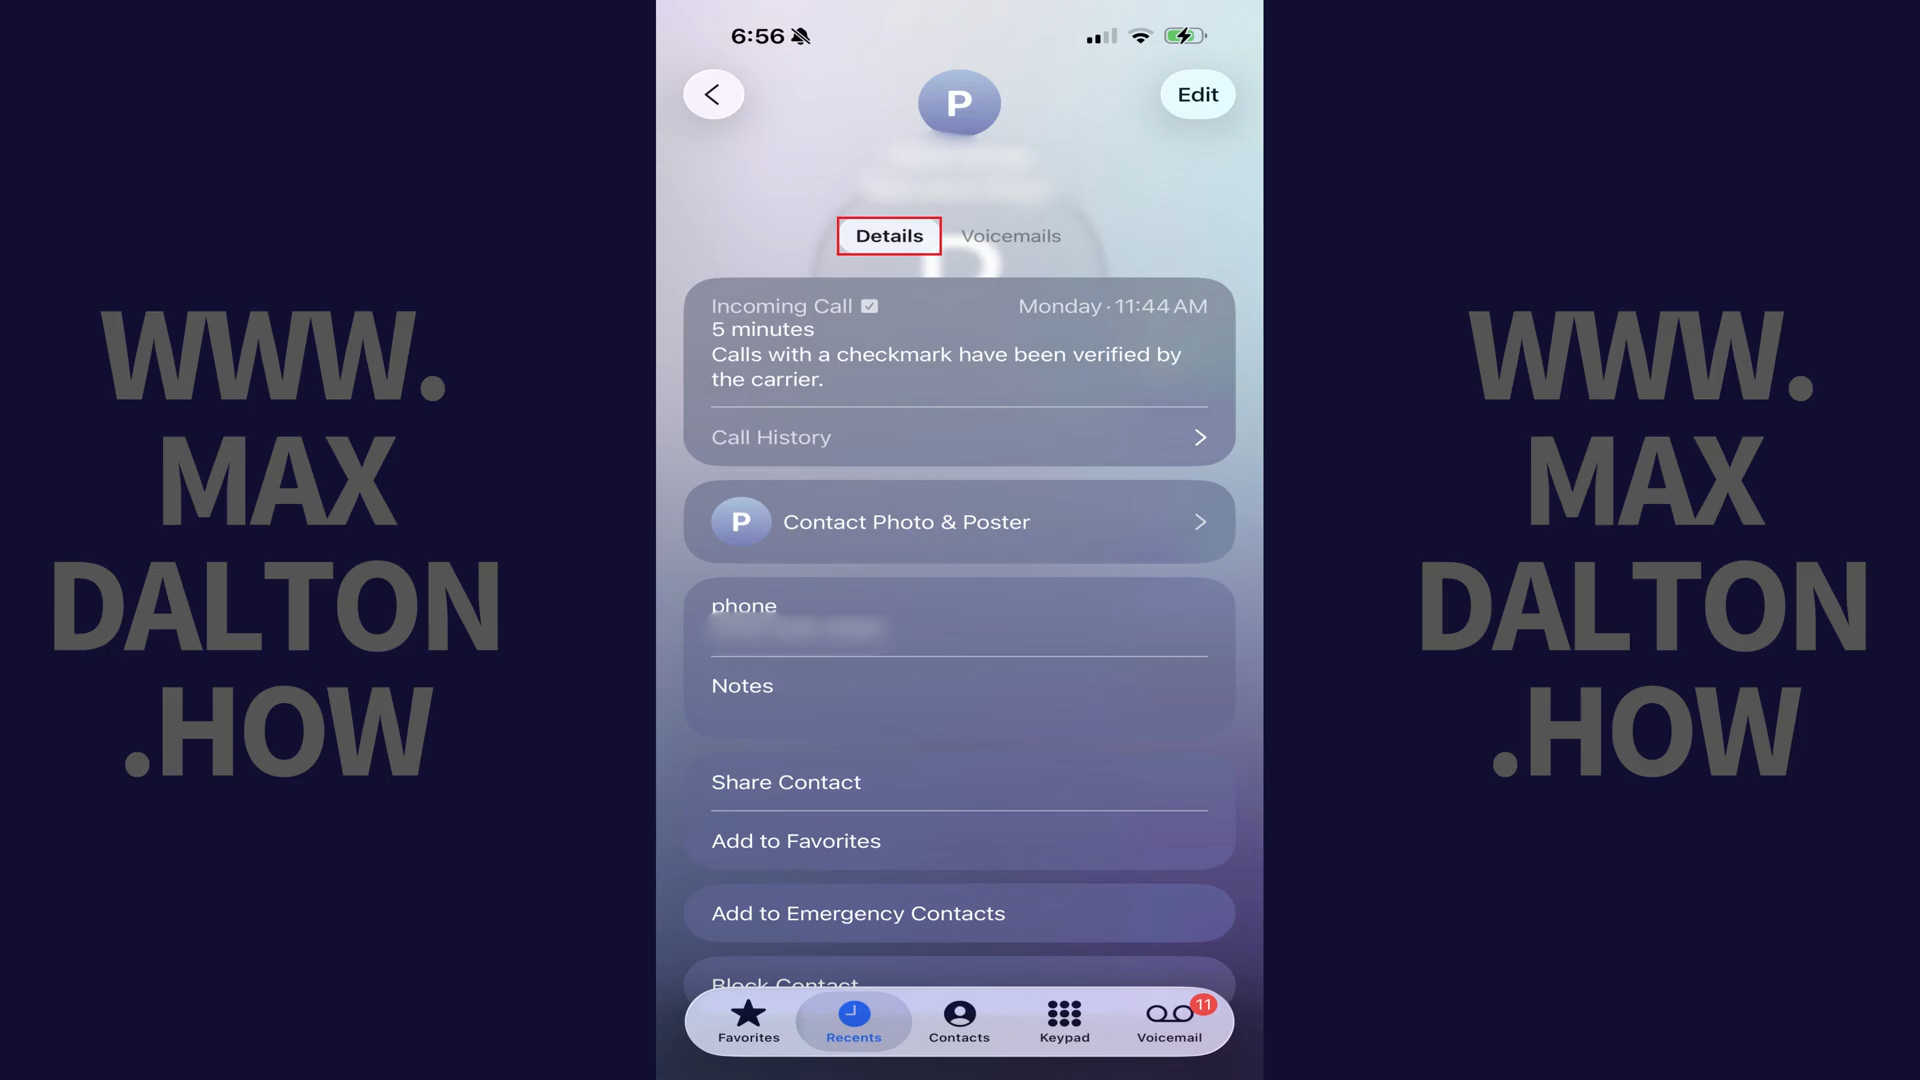 WWW.
MAX
DALTON
.HOW
6:56
P
Edit
Details
Voicemails
Incoming Call
Monday · 11:44 AM
5 minutes
Calls with a checkmark have been verified by
the carrier.
Call History
P
Contact Photo & Poster
phone
Notes
Share Contact
Add to Favorites
Add to Emergency Contacts
Block Contact
Favorites
Recents
Contacts
Keypad
11
Voicemail
WWW.
MAX
DALTON
.HOW